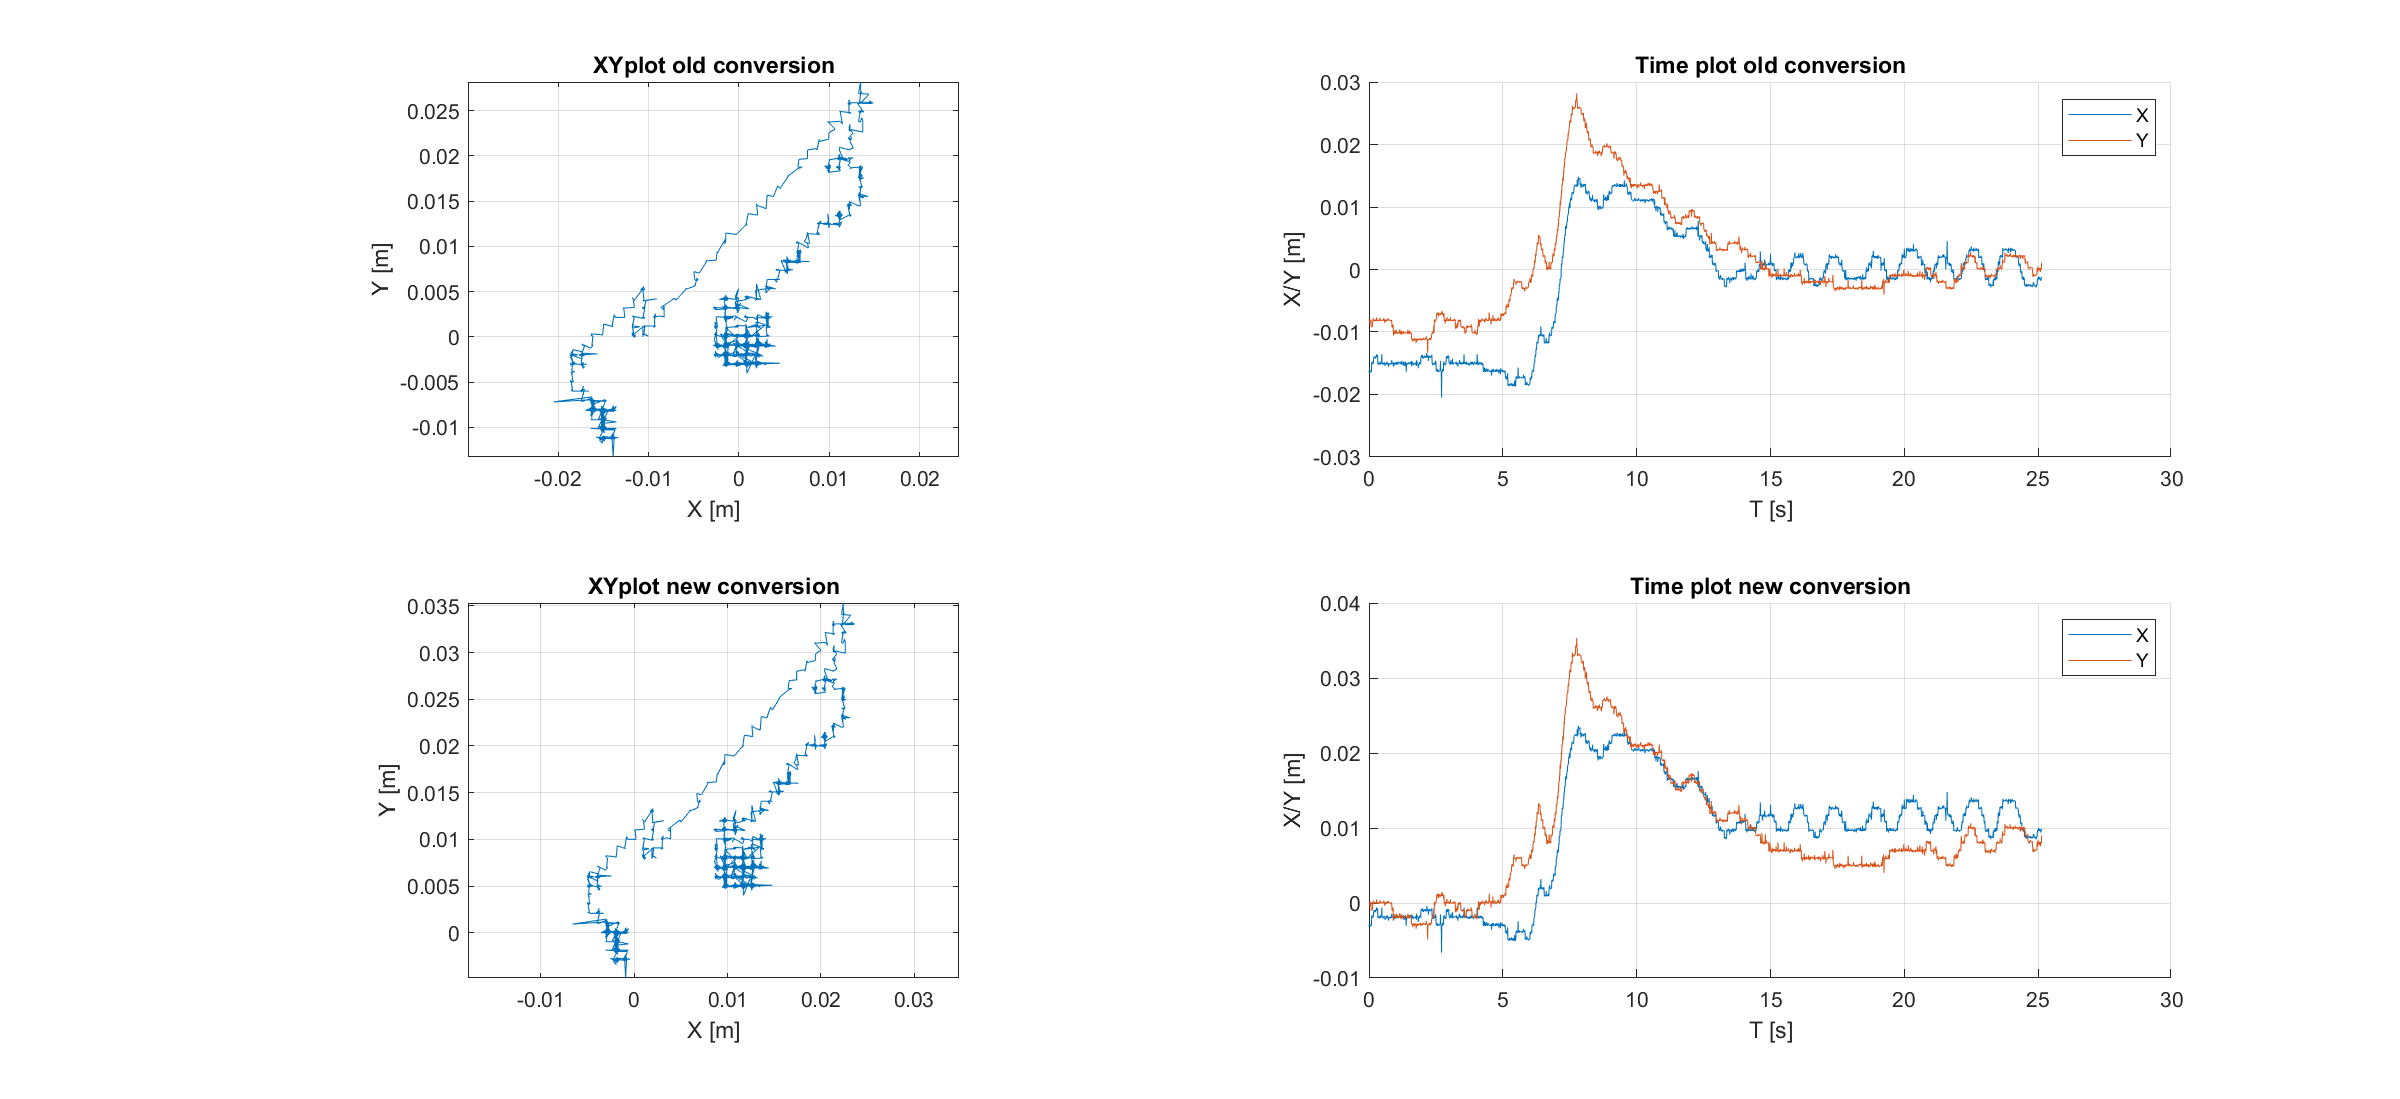 XYplot old conversion
0.025
0.02
0.015
0.01
0.005
0
-0.005
-0.01
Y [m]
-0.02 -0.01 0 0.01 0.02
X [m]
Time plot old conversion
0.03
0.02
0.01
0
-0.01
-0.02
-0.03
X/Y [m]
X
Y
0 5 10 15 20 25 30
T [s]
XYplot new conversion
0.035
0.03
0.025
0.02
0.015
0.01
0.005
0
Y [m]
-0.01 0 0.01 0.02 0.03
X [m]
Time plot new conversion
0.04
0.03
0.02
0.01
0
-0.01
X/Y [m]
X
Y
0 5 10 15 20 25 30
T [s]